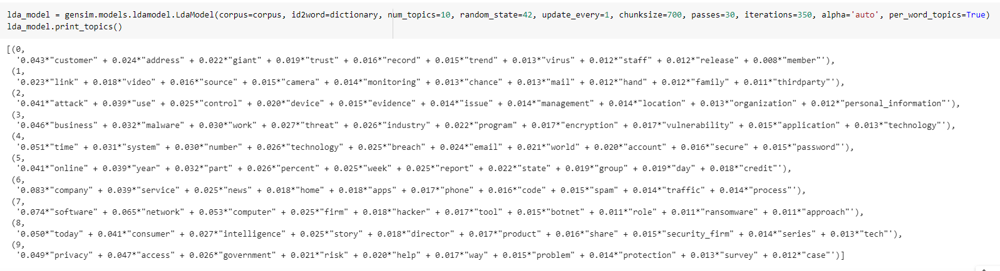 lda_model = gensim.models.ldamodel.LdaModel(corpus=corpus, id2word=dictionary, num_topics=10, random_state=42, update_every=1, chunksize=700, passes=30, iterations=350, alpha='auto', per_word_topics=True)
lda_model.print_topics()
[(0,
'0.043*"customer" + 0.024*"address" + 0.022*"giant" + 0.019*"trust" + 0.016*"record" + 0.015*"trend" + 0.013*"virus" + 0.012*"staff" + 0.012*"release" + 0.008*"member"'),
(1,
'0.023*"link" + 0.018*"video" + 0.016*"source" + 0.015*"camera" + 0.014*"monitoring" + 0.013*"chance" + 0.013*"mail" + 0.012*"hand" + 0.012*"family" + 0.011*"thirdparty"'),
(2,
'0.041*"attack" + 0.039*"use" + 0.025*"control" + 0.020*"device" + 0.015*"evidence" + 0.014*"issue" + 0.014*"management" + 0.014*"location" + 0.013*"organization" + 0.012*"personal_information"'),
(3,
'0.046*"business" + 0.032*"malware" + 0.030*"work" + 0.027*"threat" + 0.026*"industry" + 0.022*"program" + 0.017*"encryption" + 0.017*"vulnerability" + 0.015*"application" + 0.013*"technology"'),
(4,
'0.051*"time" + 0.031*"system" + 0.030*"number" + 0.026*"technology" + 0.025*"breach" + 0.024*"email" + 0.021*"world" + 0.020*"account" + 0.016*"secure" + 0.015*"password"'),
(5,
'0.041*"online" + 0.039*"year" + 0.032*"part" + 0.026*"percent" + 0.025*"week" + 0.025*"report" + 0.022*"state" + 0.019*"group" + 0.019*"day" + 0.018*"credit"'),
(6,
'0.083*"company" + 0.039*"service" + 0.025*"news" + 0.018*"home" + 0.018*"apps" + 0.017*"phone" + 0.016*"code" + 0.015*"spam" + 0.014*"traffic" + 0.014*"process"'),
(7,
'0.074*"software" + 0.065*"network" + 0.053*"computer" + 0.025*"firm" + 0.018*"hacker" + 0.017*"tool" + 0.015*"botnet" + 0.011*"role" + 0.011*"ransomware" + 0.011*"approach"'),
(8,
'0.050*"today" + 0.041*"consumer" + 0.027*"intelligence" + 0.025*"story" + 0.018*"director" + 0.017*"product" + 0.016*"share" + 0.015*"security_firm" + 0.014*"series" + 0.013*"tech"'),
(9,
'0.049*"privacy" + 0.047*"access" + 0.026*"government" + 0.021*"risk" + 0.020*"help" + 0.017*"way" + 0.015*"problem" + 0.014*"protection" + 0.013*"survey" + 0.012*"case"')]